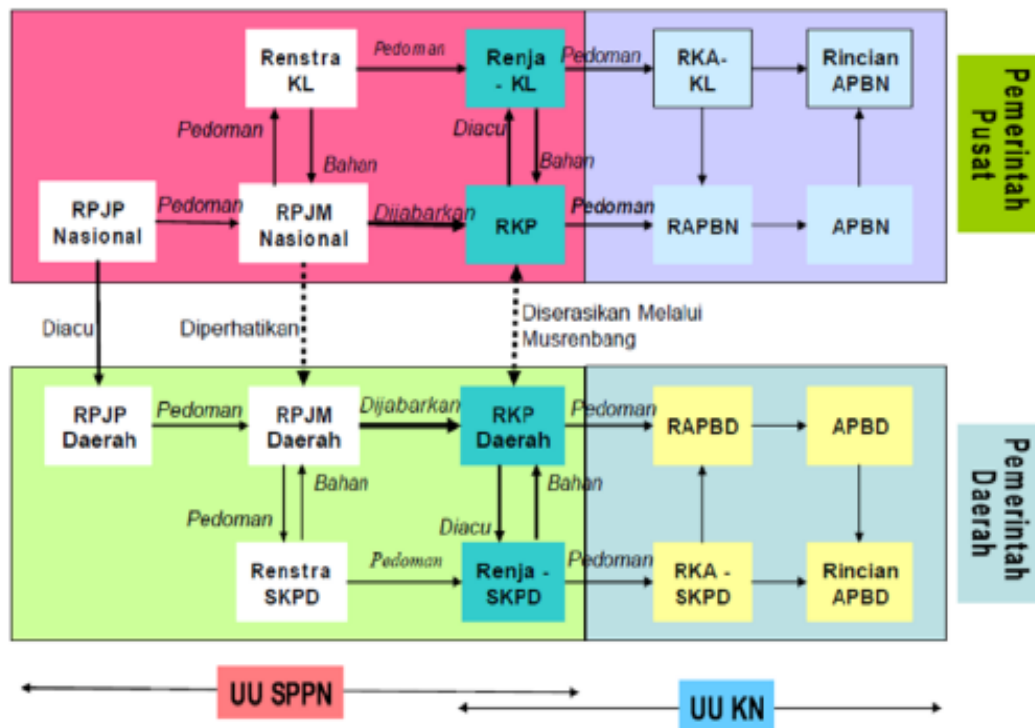 Renstra
KL
Pedoman
Renja
- KL
Pedoman
RKA-
KL
Rincian
APBN
Pemerintah
Pusat
Pedoman
Bahan
Diacu
Bahan
RPJP
Nasional
Pedoman
RPJM
Nasional
Dijabarkan
RKP
Pedoman
RAPBN
APBN
Diacu
Diperhatikan
Diserasikan Melalui
Musrenbang
RPJP
Daerah
Pedoman
RPJM
Daerah
Dijabarkan
RKP
Daerah
Pedoman
RAPBD
APBD
Pemerintah
Daerah
Pedoman
Bahan
Diacu
Bahan
Renstra
SKPD
Pedoman
Renja -
SKPD
Pedoman
RKA -
SKPD
Rincian
APBD
UU SPPN
UU KN